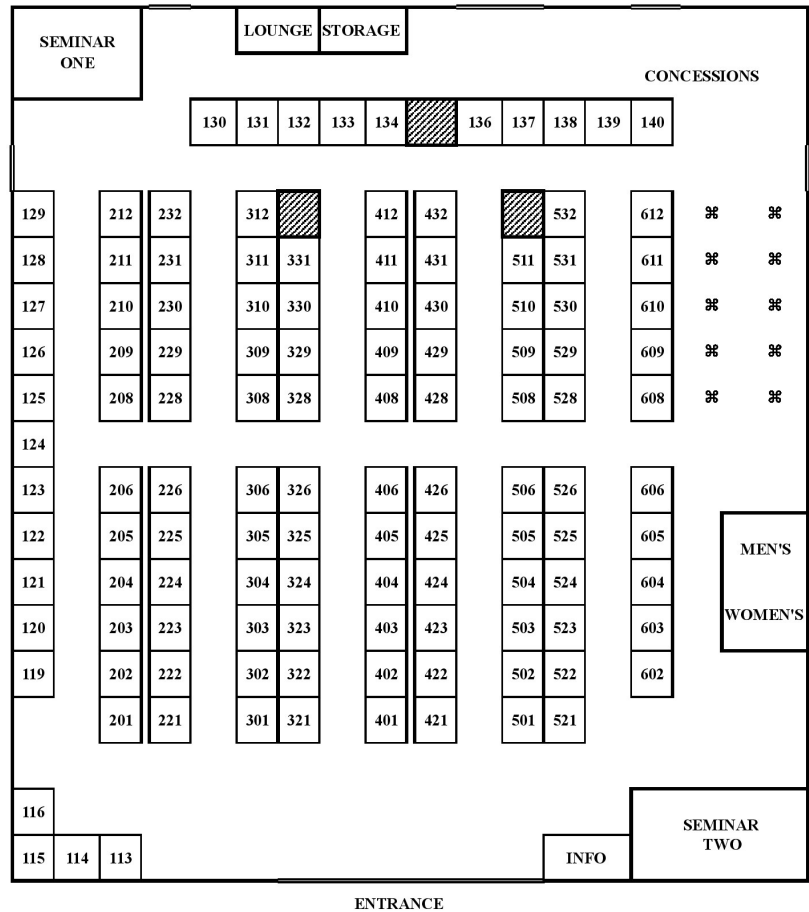 SEMINAR
ONE
LOUNGE STORAGE
CONCESSIONS
130 131 132 133 134 136 137 138 139 140
129 212 232 312 412 432 532 612 ⌘ ⌘
128 211 231 311 331 411 431 511 531 611 ⌘ ⌘
127 210 230 310 330 410 430 510 530 610 ⌘ ⌘
126 209 229 309 329 409 429 509 529 609 ⌘ ⌘
125 208 228 308 328 408 428 508 528 608 ⌘ ⌘
124
123 206 226 306 326 406 426 506 526 606
122 205 225 305 325 405 425 505 525 605
MEN'S
121 204 224 304 324 404 424 504 524 604
120 203 223 303 323 403 423 503 523 603 WOMEN'S
119 202 222 302 322 402 422 502 522 602
201 221 301 321 401 421 501 521
116
115 114 113 INFO
SEMINAR
TWO
ENTRANCE